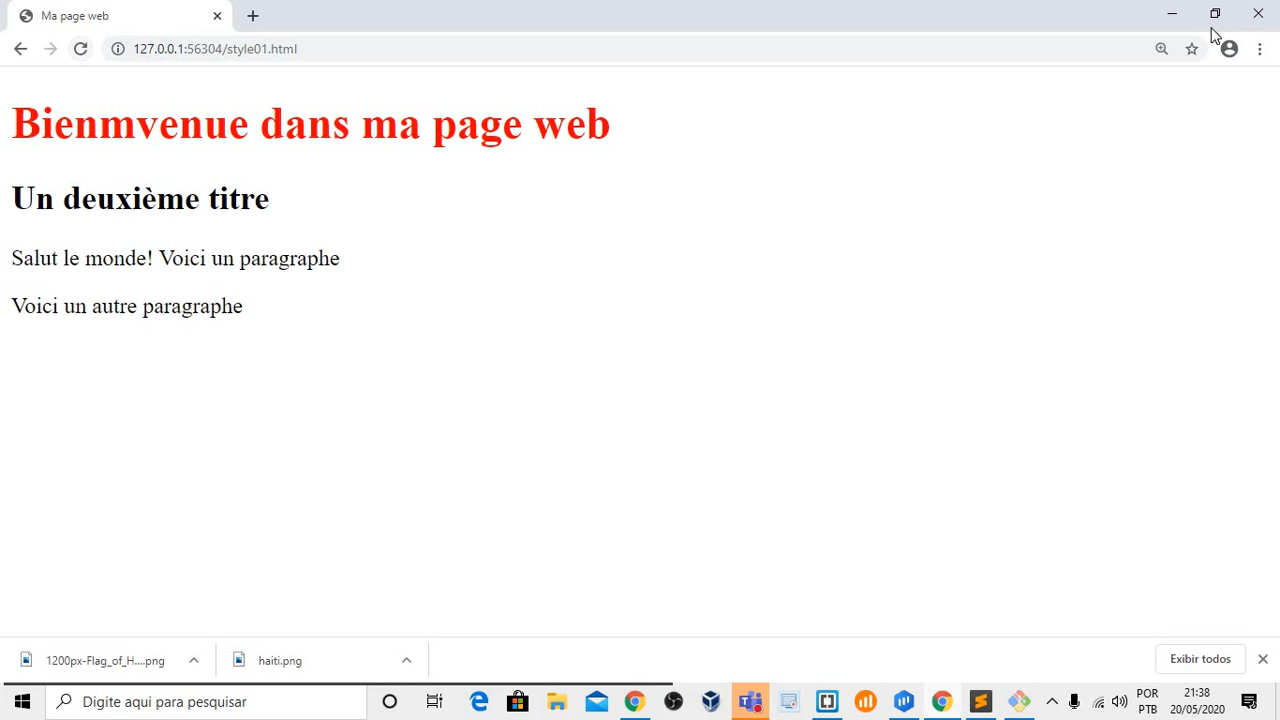 Ma page web
127.0.0.1:56304/style01.html
Bienmvenue dans ma page web
Un deuxième titre
Salut le monde! Voici un paragraphe
Voici un autre paragraphe
1200px-Flag_of_H....png
haiti.png
Exibir todos
Digite aqui para pesquisar
POR
PTB
21:38
20/05/2020